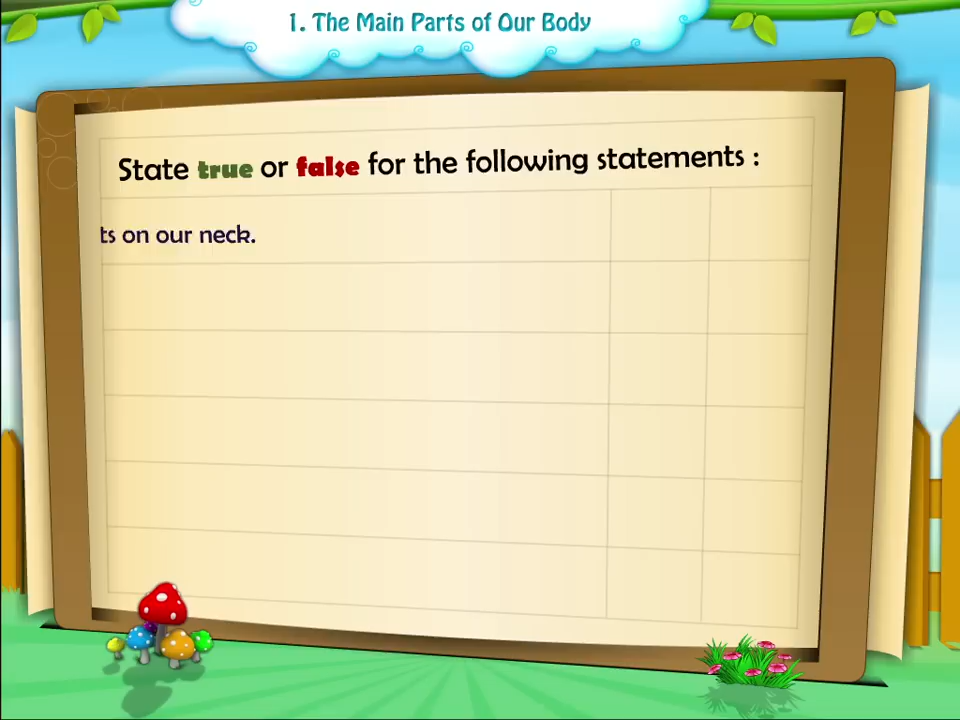 1. The Main Parts of Our Body
State true or false for the following statements :
ts on our neck.